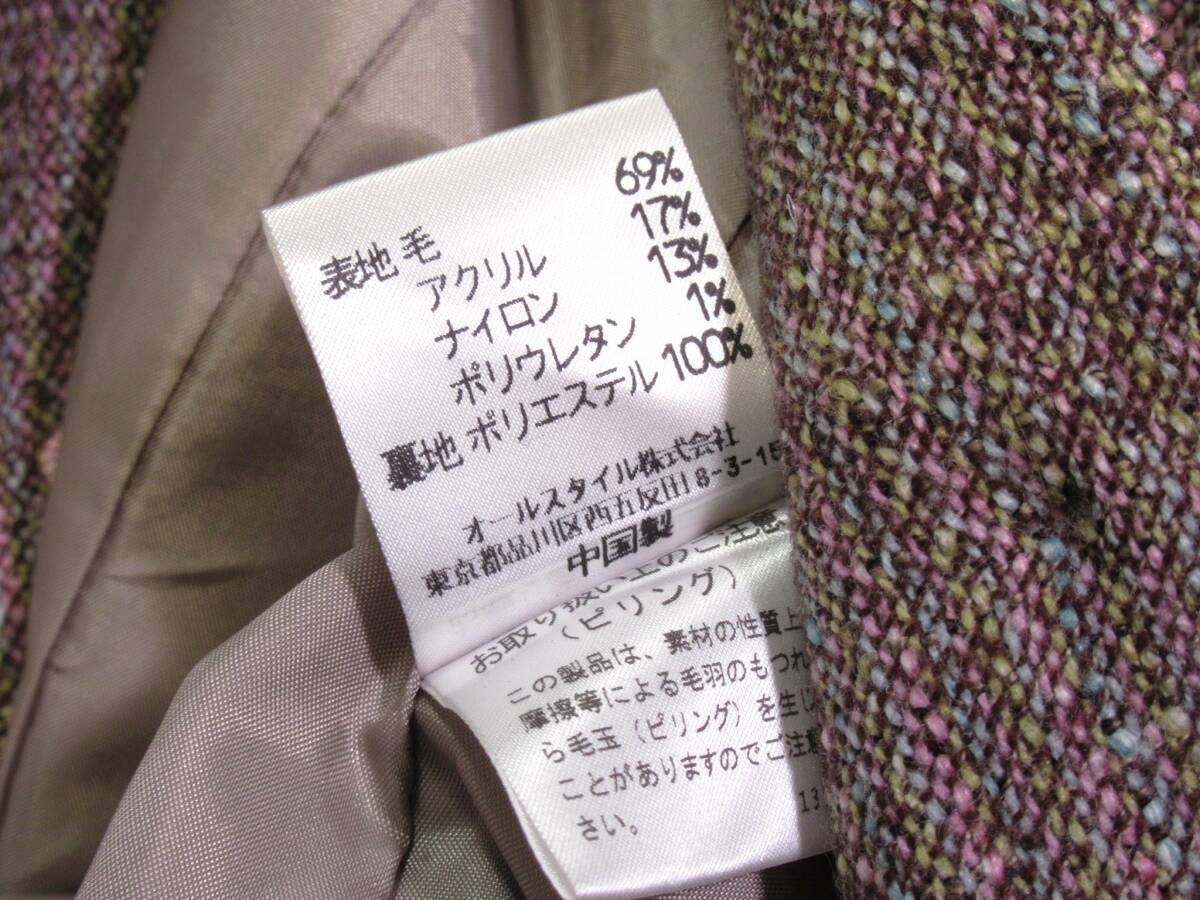 表地 毛 69%
アクリル 17%
ナイロン 13%
ポリウレタン 1%
裏地 ポリエステル 100%
オールスタイル株式会社
東京都品川区西五反田 8-3-1
中国製
お取り扱い上のご注意
（ピリング）
この製品は、素材の性質上
摩擦等による毛羽のもつれ
ら毛玉（ピリング）を生じ
ことがありますのでご注意
さい。
13